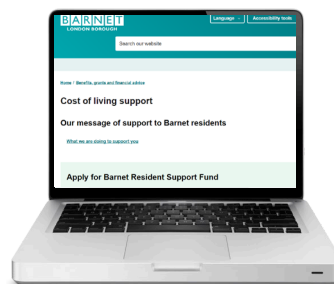 BARNET
LONDON BOROUGH
Language
Accessibility tools
Search our website
Home / Benefits, grants and financial advice
Cost of living support
Our message of support to Barnet residents
What we are doing to support you
Apply for Barnet Resident Support Fund